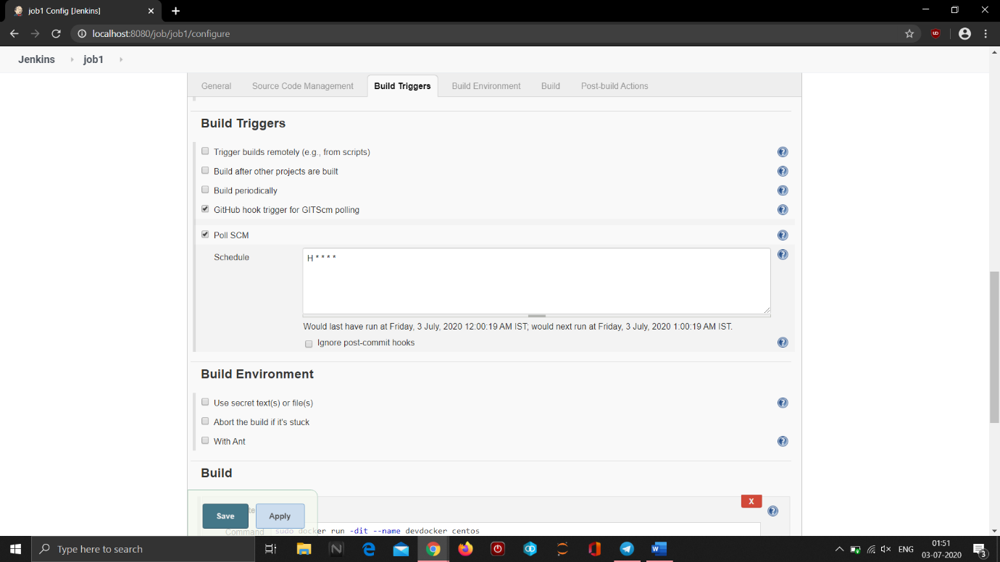 job1 Config [Jenkins]
localhost:8080/job/job1/configure
Jenkins job1
General Source Code Management Build Triggers Build Environment Build Post-build Actions
Build Triggers
Trigger builds remotely (e.g., from scripts)
Build after other projects are built
Build periodically
GitHub hook trigger for GITScm polling
Poll SCM
Schedule H * * * *
Would last have run at Friday, 3 July, 2020 12:00:19 AM IST; would next run at Friday, 3 July, 2020 1:00:19 AM IST.
Ignore post-commit hooks
Build Environment
Use secret text(s) or file(s)
Abort the build if it's stuck
With Ant
Build
X
Save Apply
Command sudo docker run -dit --name devdocker centos
Type here to search
ENG 01:51
03-07-2020 3